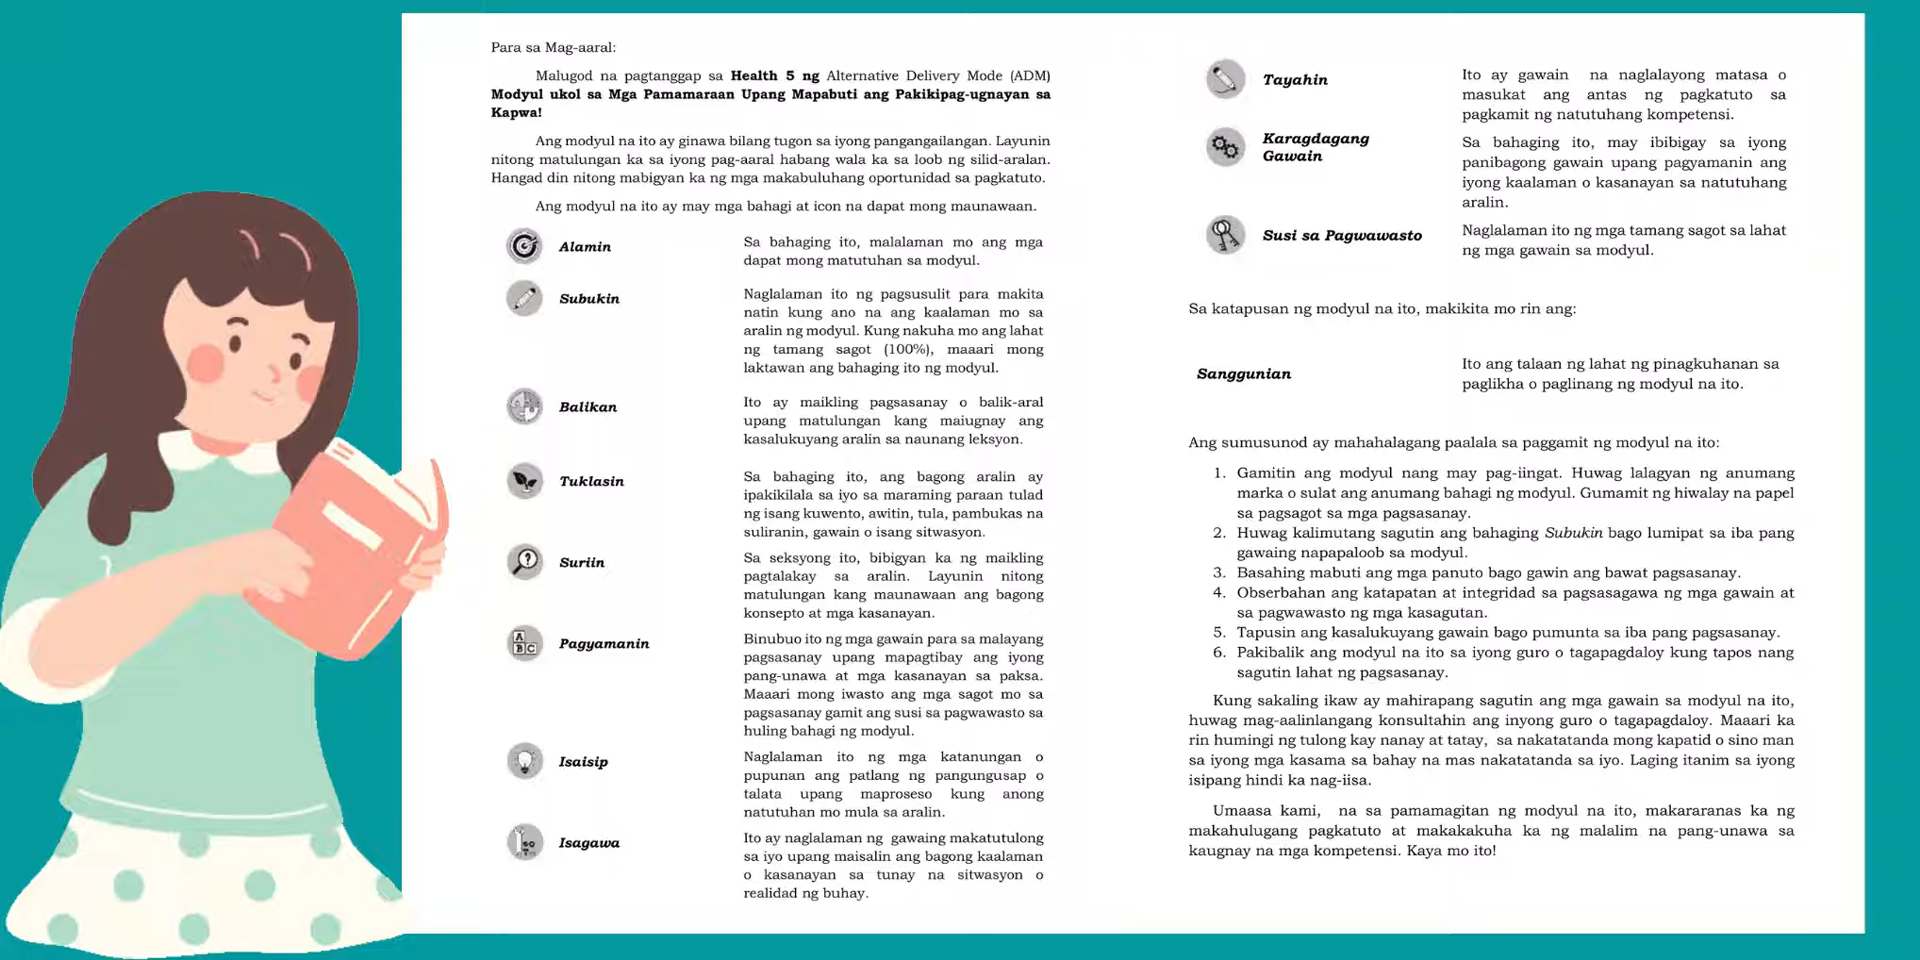 Para sa Mag-aaral:
Malugod na pagtanggap sa Health 5 ng Alternative Delivery Mode (ADM)
Modyul ukol sa Mga Pamamaraan Upang Mapabuti ang Pakikipag-ugnayan sa
Kapwa!
Ang modyul na ito ay ginawa bilang tugon sa iyong pangangailangan. Layunin
nitong matulungan ka sa iyong pag-aaral habang wala ka sa loob ng silid-aralan.
Hangad din nitong mabigyan ka ng mga makabuluhang oportunidad sa pagkatuto.
Ang modyul na ito ay may mga bahagi at icon na dapat mong maunawaan.
Alamin
Sa bahaging ito, malalaman mo ang mga
dapat mong matutuhan sa modyul.
Subukin
Naglalaman ito ng pagsusulit para makita
natin kung ano na ang kaalaman mo sa
aralin ng modyul. Kung nakuha mo ang lahat
ng tamang sagot (100%), maaari mong
laktawan ang bahaging ito ng modyul.
Balikan
Ito ay maikling pagsasanay o balik-aral
upang matulungan kang maiugnay ang
kasalukuyang aralin sa naunang leksyon.
Tuklasin
Sa bahaging ito, ang bagong aralin ay
ipakikilala sa iyo sa maraming paraan tulad
ng isang kuwento, awitin, tula, pambukas na
suliranin, gawain o isang sitwasyon.
Suriin
Sa seksyong ito, bibigyan ka ng maikling
pagtalakay sa aralin. Layunin nitong
matulungan kang maunawaan ang bagong
konsepto at mga kasanayan.
A
B C
Pagyamanin
Binubuo ito ng mga gawain para sa malayang
pagsasanay upang mapagtibay ang iyong
pang-unawa at mga kasanayan sa paksa.
Maaari mong iwasto ang mga sagot mo sa
pagsasanay gamit ang susi sa pagwawasto sa
huling bahagi ng modyul.
Isaisip
Naglalaman ito ng mga katanungan o
pupunan ang patlang ng pangungusap o
talata upang maproseso kung anong
natutuhan mo mula sa aralin.
Isagawa
Ito ay naglalaman ng gawaing makatutulong
sa iyo upang maisalin ang bagong kaalaman
o kasanayan sa tunay na sitwasyon o
realidad ng buhay.
Tayahin
Ito ay gawain na naglalayong matasa o
masukat ang antas ng pagkatuto sa
pagkamit ng natutuhang kompetensi.
Karagdagang
Gawain
Sa bahaging ito, may ibibigay sa iyong
panibagong gawain upang pagyamanin ang
iyong kaalaman o kasanayan sa natutuhang
aralin.
Susi sa Pagwawasto
Naglalaman ito ng mga tamang sagot sa lahat
ng mga gawain sa modyul.
Sa katapusan ng modyul na ito, makikita mo rin ang:
Sanggunian
Ito ang talaan ng lahat ng pinagkuhanan sa
paglikha o paglinang ng modyul na ito.
Ang sumusunod ay mahahalagang paalala sa paggamit ng modyul na ito:
1. Gamitin ang modyul nang may pag-iingat. Huwag lalagyan ng anumang
marka o sulat ang anumang bahagi ng modyul. Gumamit ng hiwalay na papel
sa pagsagot sa mga pagsasanay.
2. Huwag kalimutang sagutin ang bahaging Subukin bago lumipat sa iba pang
gawaing napapaloob sa modyul.
3. Basahing mabuti ang mga panuto bago gawin ang bawat pagsasanay.
4. Obserbahan ang katapatan at integridad sa pagsasagawa ng mga gawain at
sa pagwawasto ng mga kasagutan.
5. Tapusin ang kasalukuyang gawain bago pumunta sa iba pang pagsasanay.
6. Pakibalik ang modyul na ito sa iyong guro o tagapagdaloy kung tapos nang
sagutin lahat ng pagsasanay.
Kung sakaling ikaw ay mahirapang sagutin ang mga gawain sa modyul na ito,
huwag mag-aalinlangang konsultahin ang inyong guro o tagapagdaloy. Maaari ka
rin humingi ng tulong kay nanay at tatay, sa nakatatanda mong kapatid o sino man
sa iyong mga kasama sa bahay na mas nakatatanda sa iyo. Laging itanim sa iyong
isipang hindi ka nag-iisa.
Umaasa kami, na sa pamamagitan ng modyul na ito, makararanas ka ng
makahulugang pagkatuto at makakakuha ka ng malalim na pang-unawa sa
kaugnay na mga kompetensi. Kaya mo ito!